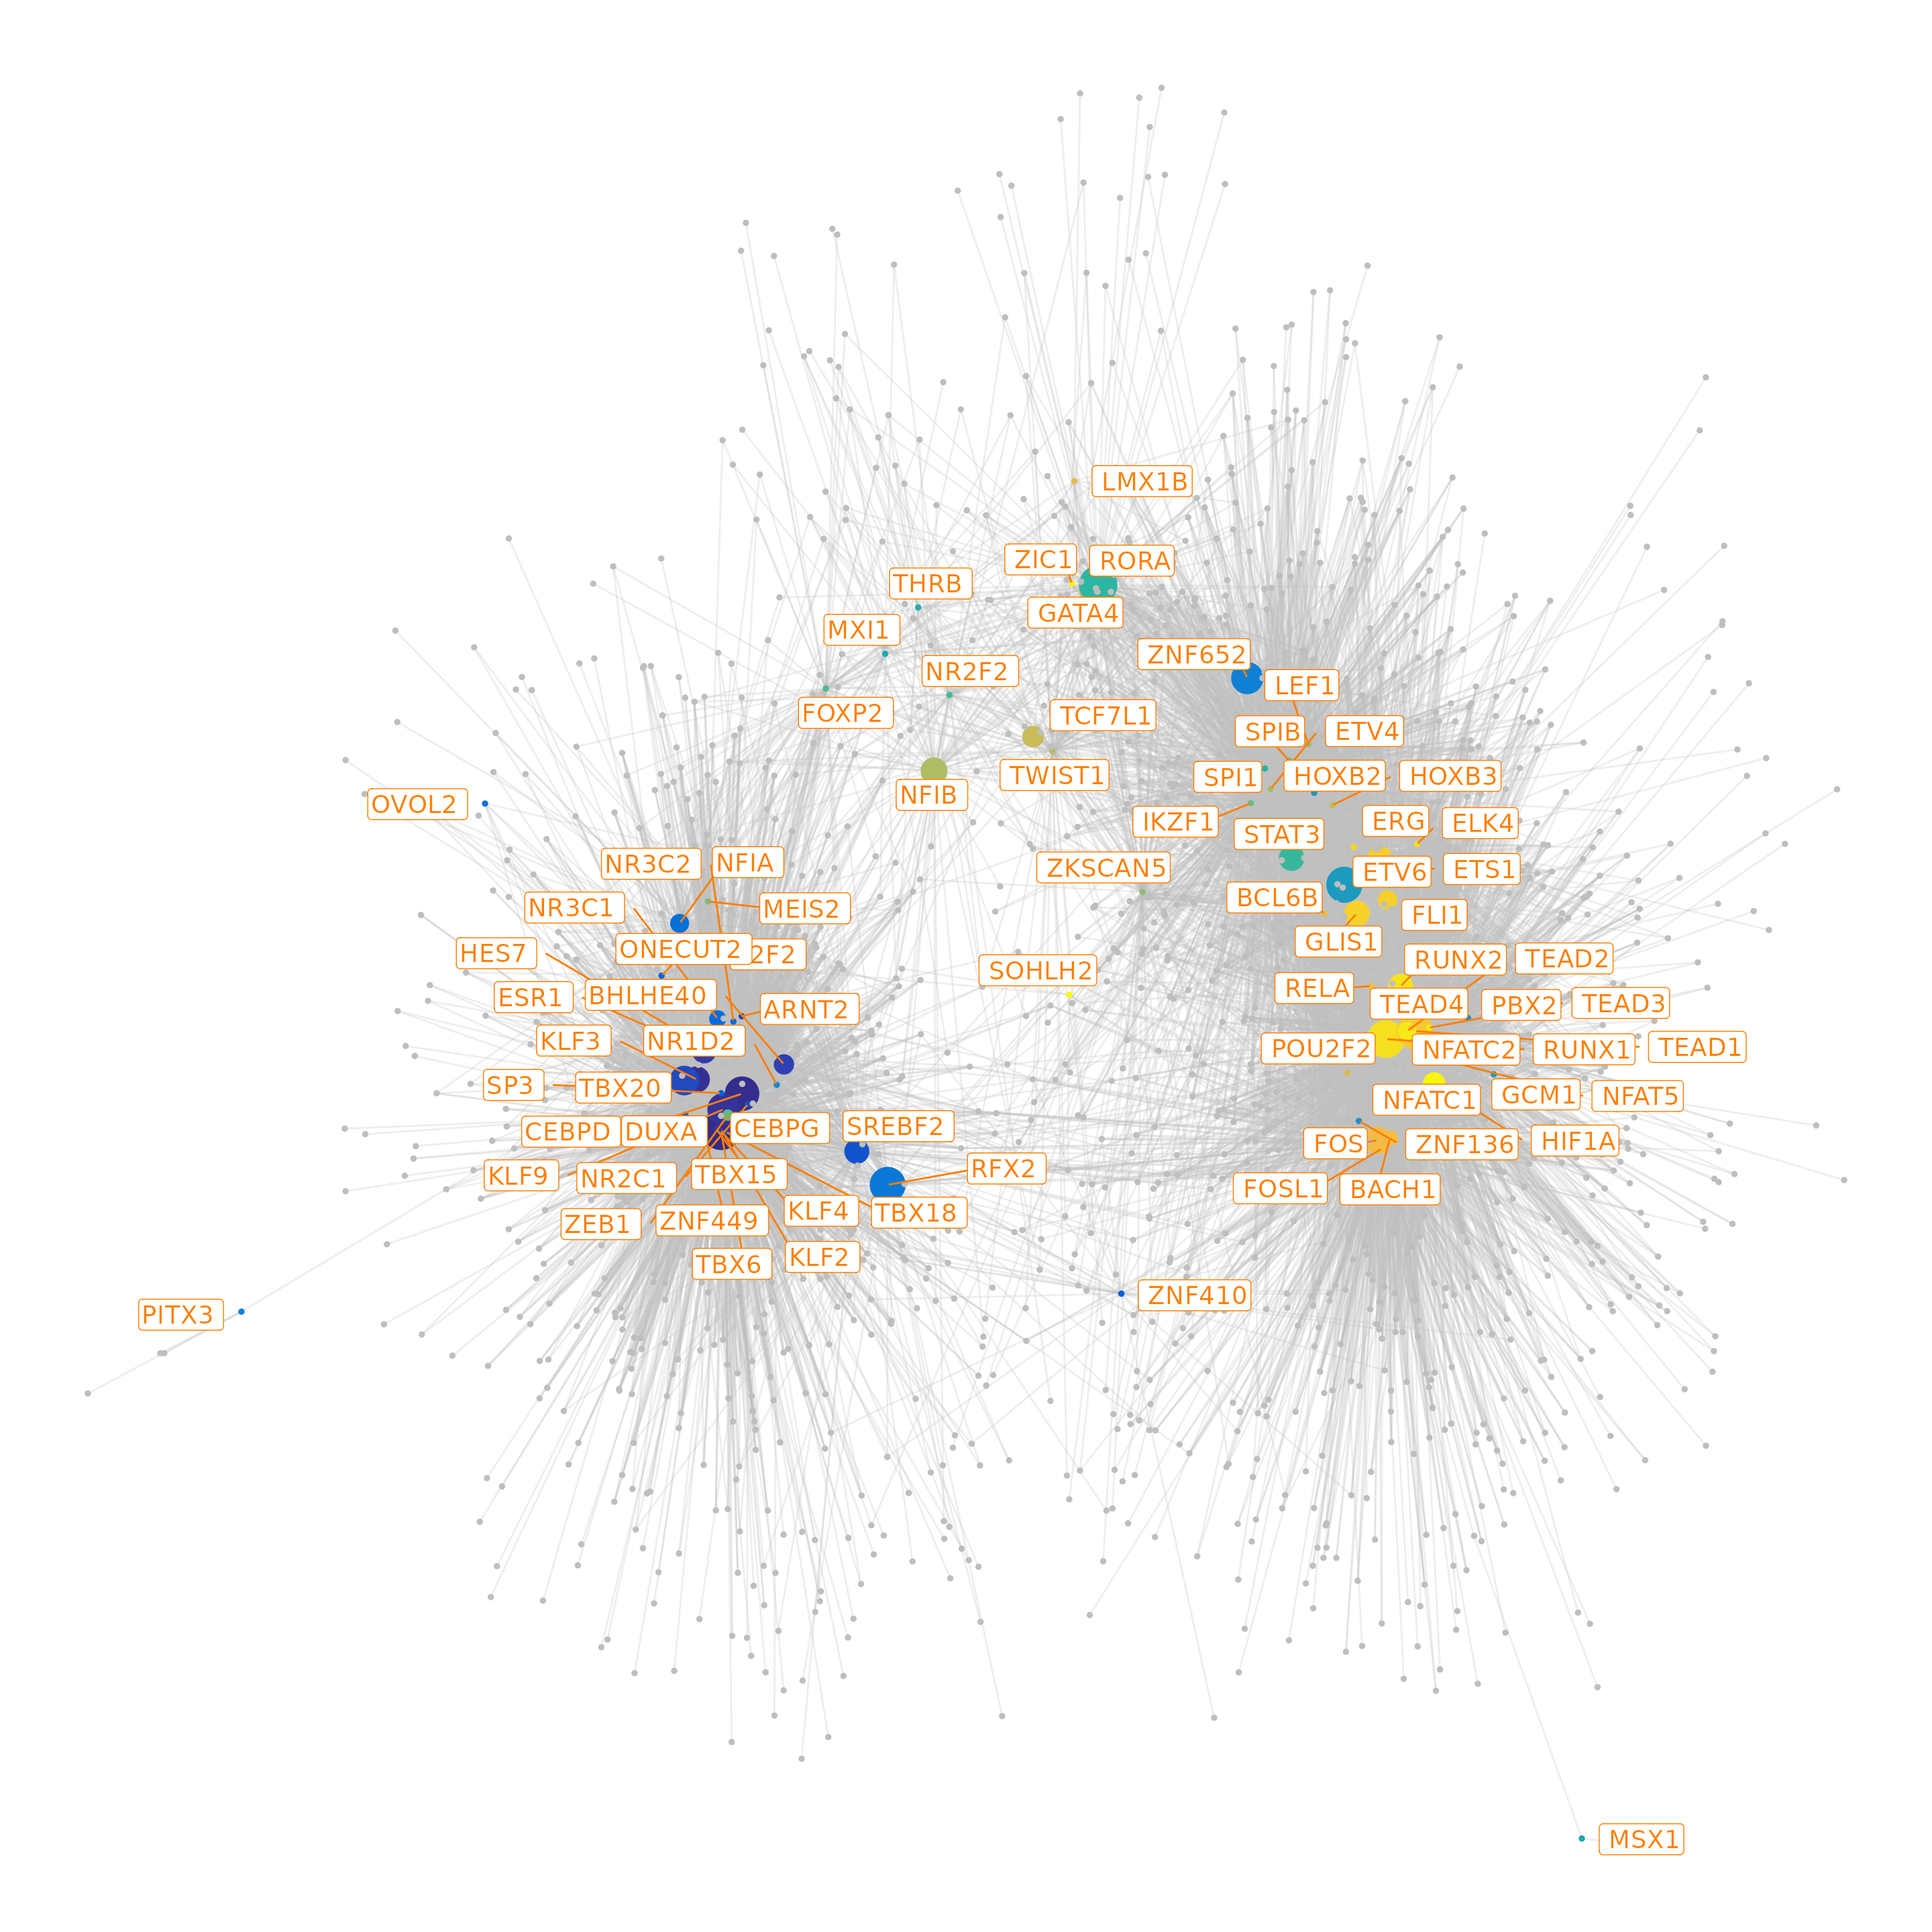 LMX1B
ZIC1
RORA
THRB
GATA4
MXI1
ZNF652
NR2F2
LEF1
FOXP2
TCF7L1
SPIB
ETV4
TWIST1
SPI1
HOXB2
HOXB3
NFIB
OVOL2
IKZF1
ERG
ELK4
STAT3
NR3C2
NFIA
ZKSCAN5
ETV6
ETS1
NR3C1
MEIS2
BCL6B
FLI1
GLIS1
HES7
ONECUT2
2F2
RUNX2
TEAD2
SOHLH2
RELA
ESR1
BHLHE40
ARNT2
TEAD4
PBX2
TEAD3
KLF3
NR1D2
POU2F2
NFATC2
RUNX1
TEAD1
SP3
TBX20
NFATC1
GCM1
NFAT5
CEBPD
DUXA
CEBPG
SREBF2
FOS
ZNF136
HIF1A
KLF9
NR2C1
TBX15
RFX2
FOSL1
BACH1
ZEB1
ZNF449
KLF4
TBX18
TBX6
KLF2
ZNF410
PITX3
MSX1